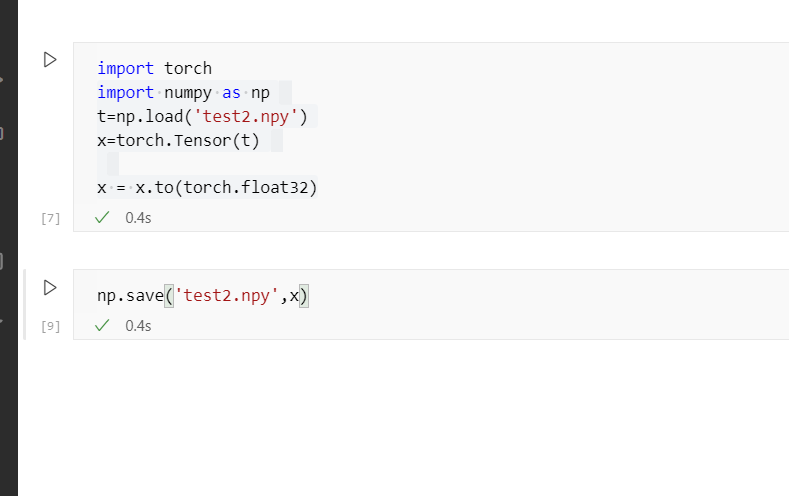 import torch
import numpy as np
t=np.load('test2.npy')
x=torch.Tensor(t)
x = x.to(torch.float32)
[7]
0.4s
np.save('test2.npy',x)
[9]
0.4s